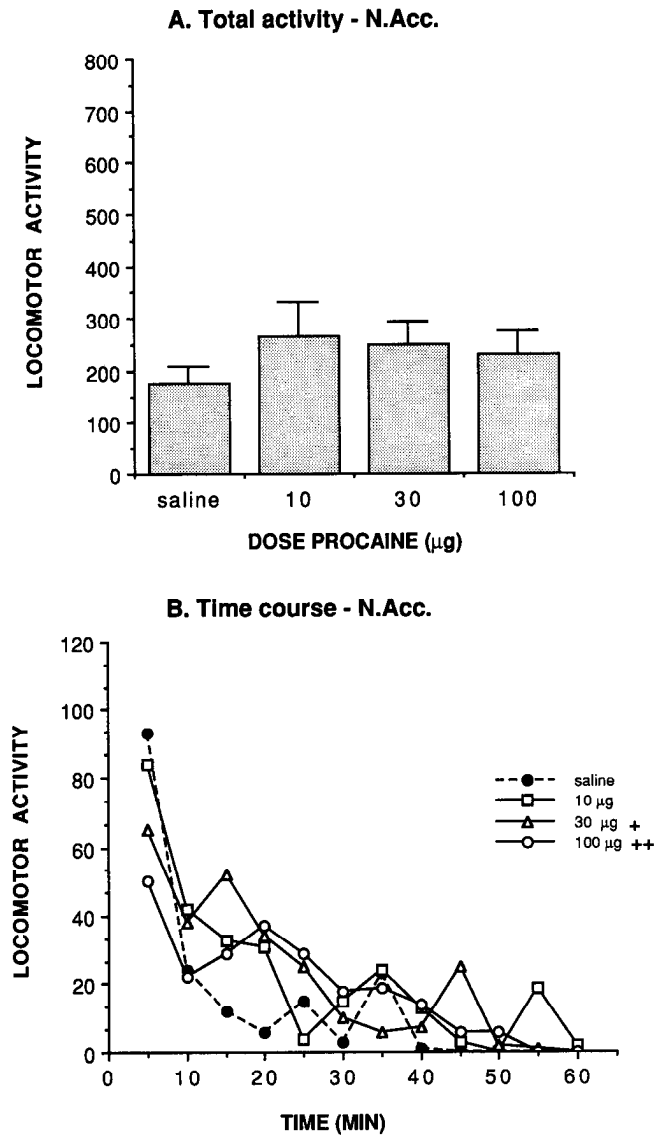 A. Total activity - N.Acc.
800
700
600
500
400
300
200
100
0
LOCOMOTOR ACTIVITY
saline 10 30 100
DOSE PROCAINE (µg)
B. Time course - N.Acc.
120
100
80
60
40
20
0
LOCOMOTOR ACTIVITY
saline
10 µg
30 µg +
100 µg ++
0 10 20 30 40 50 60
TIME (MIN)